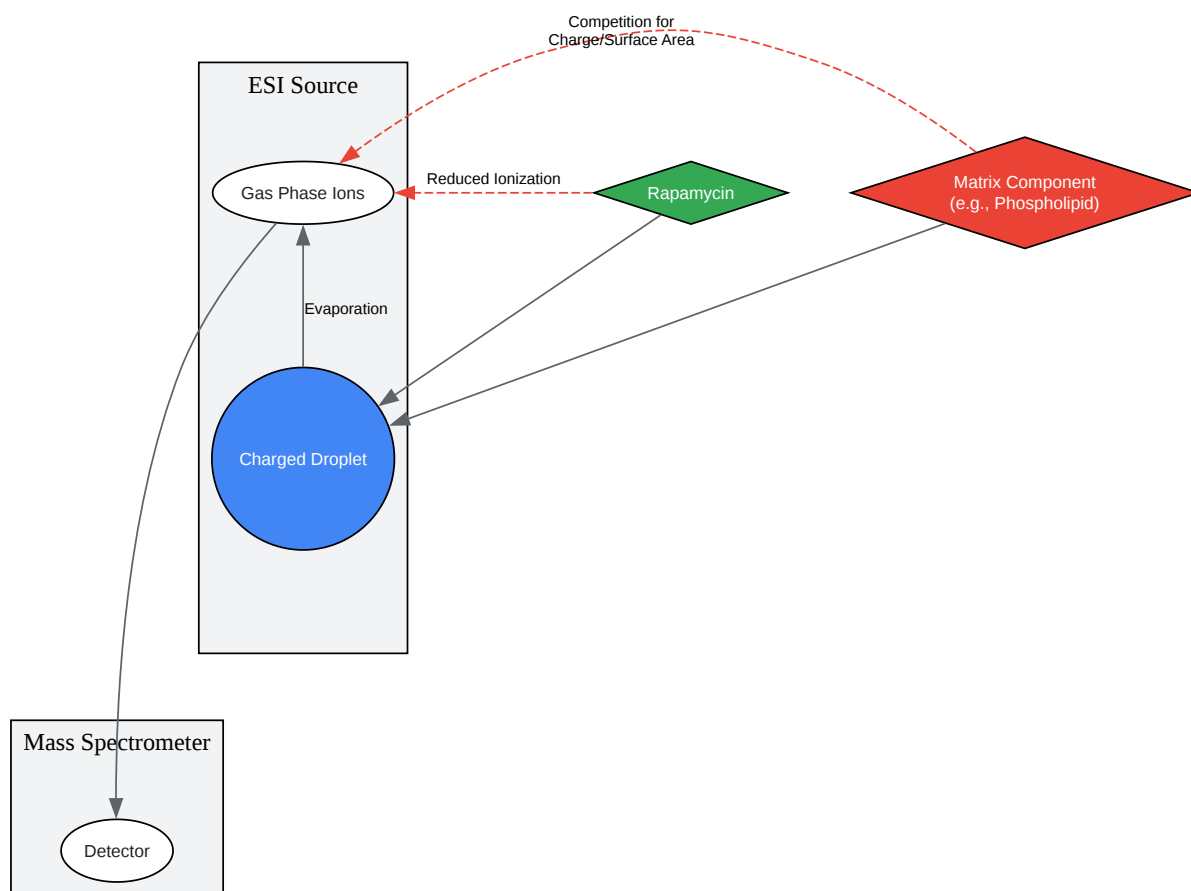 Competition for
Charge/Surface Area
ESI Source
Gas Phase Ions
Reduced Ionization
Rapamycin
Matrix Component
(e.g., Phospholipid)
Evaporation
Charged Droplet
Mass Spectrometer
Detector